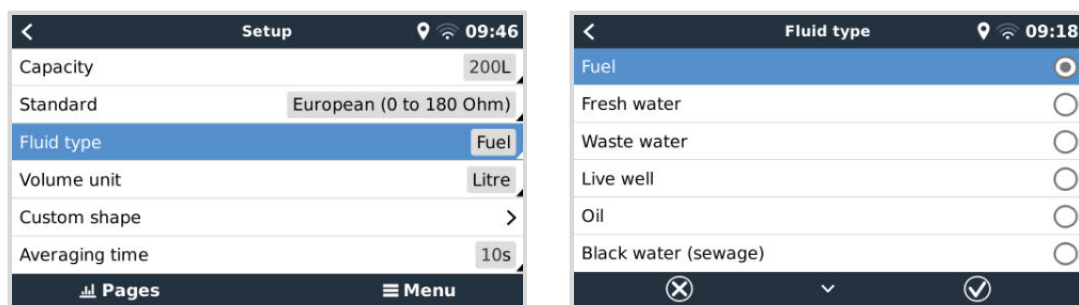 Setup 09:46
Capacity 200L
Standard European (0 to 180 Ohm)
Fluid type Fuel
Volume unit Litre
Custom shape
Averaging time 10s
Pages Menu
Fluid type 09:18
Fuel
Fresh water
Waste water
Live well
Oil
Black water (sewage)